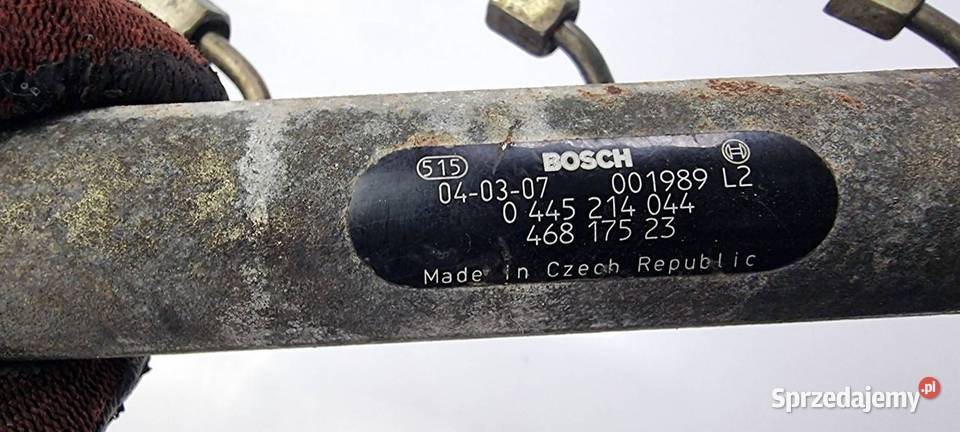 515 BOSCH
04-03-07 001989 L2
0 445 214 044
468 175 23
Made in Czech Republic
Sprzedajemy.pl